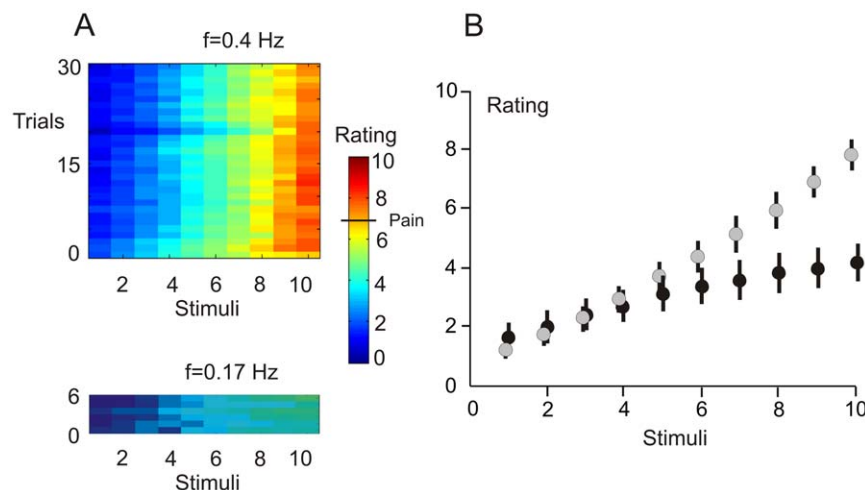 A
f=0.4 Hz
30
Trials
15
0
2 4 6 8 10
Stimuli
Rating
10
8
6
4
2
0
Pain
f=0.17 Hz
6
0
2 4 6 8 10
Stimuli
B
Rating
10
8
6
4
2
0
0 2 4 6 8 10
Stimuli